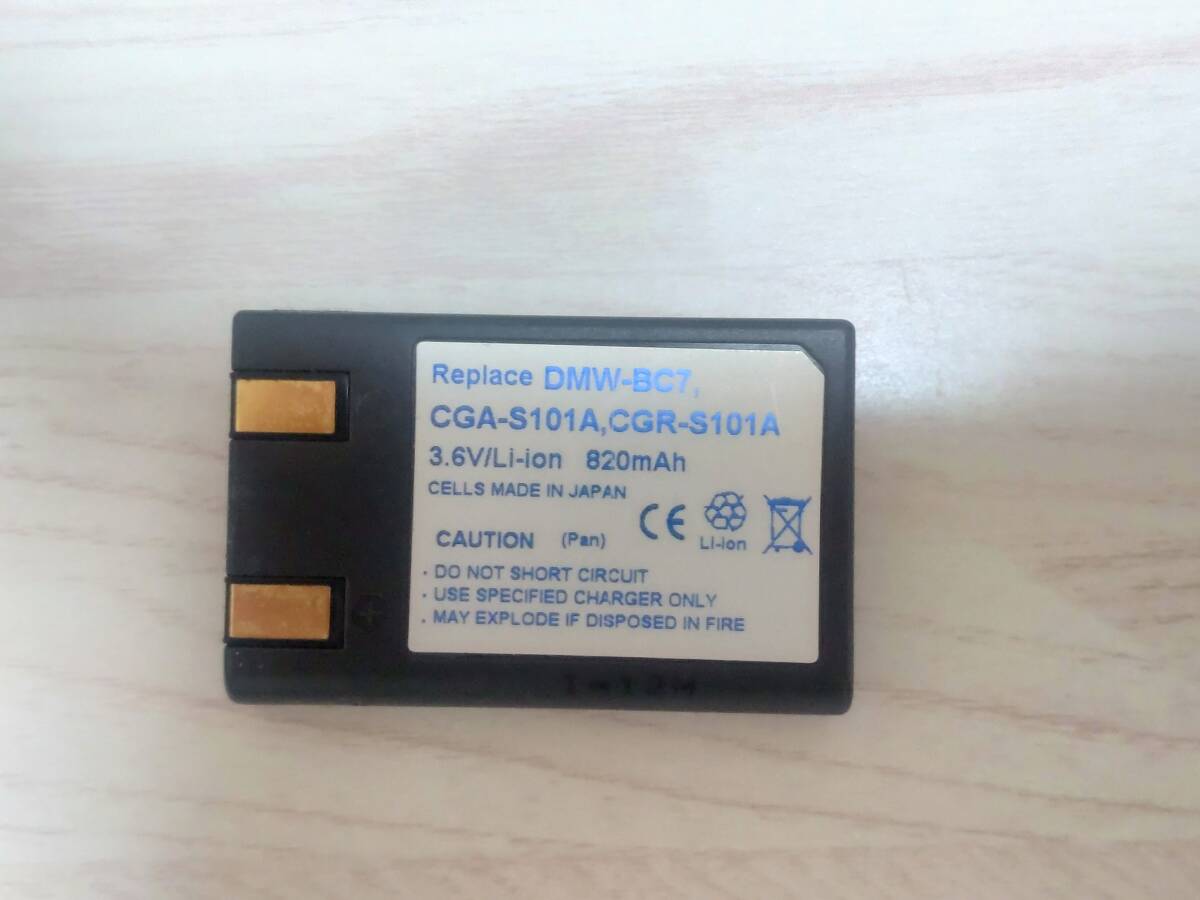 Replace DMW-BC7,
CGA-S101A,CGR-S101A
3.6V/Li-ion 820mAh
CELLS MADE IN JAPAN
CE
Li-ion
CAUTION (Pan)
· DO NOT SHORT CIRCUIT
· USE SPECIFIED CHARGER ONLY
· MAY EXPLODE IF DISPOSED IN FIRE